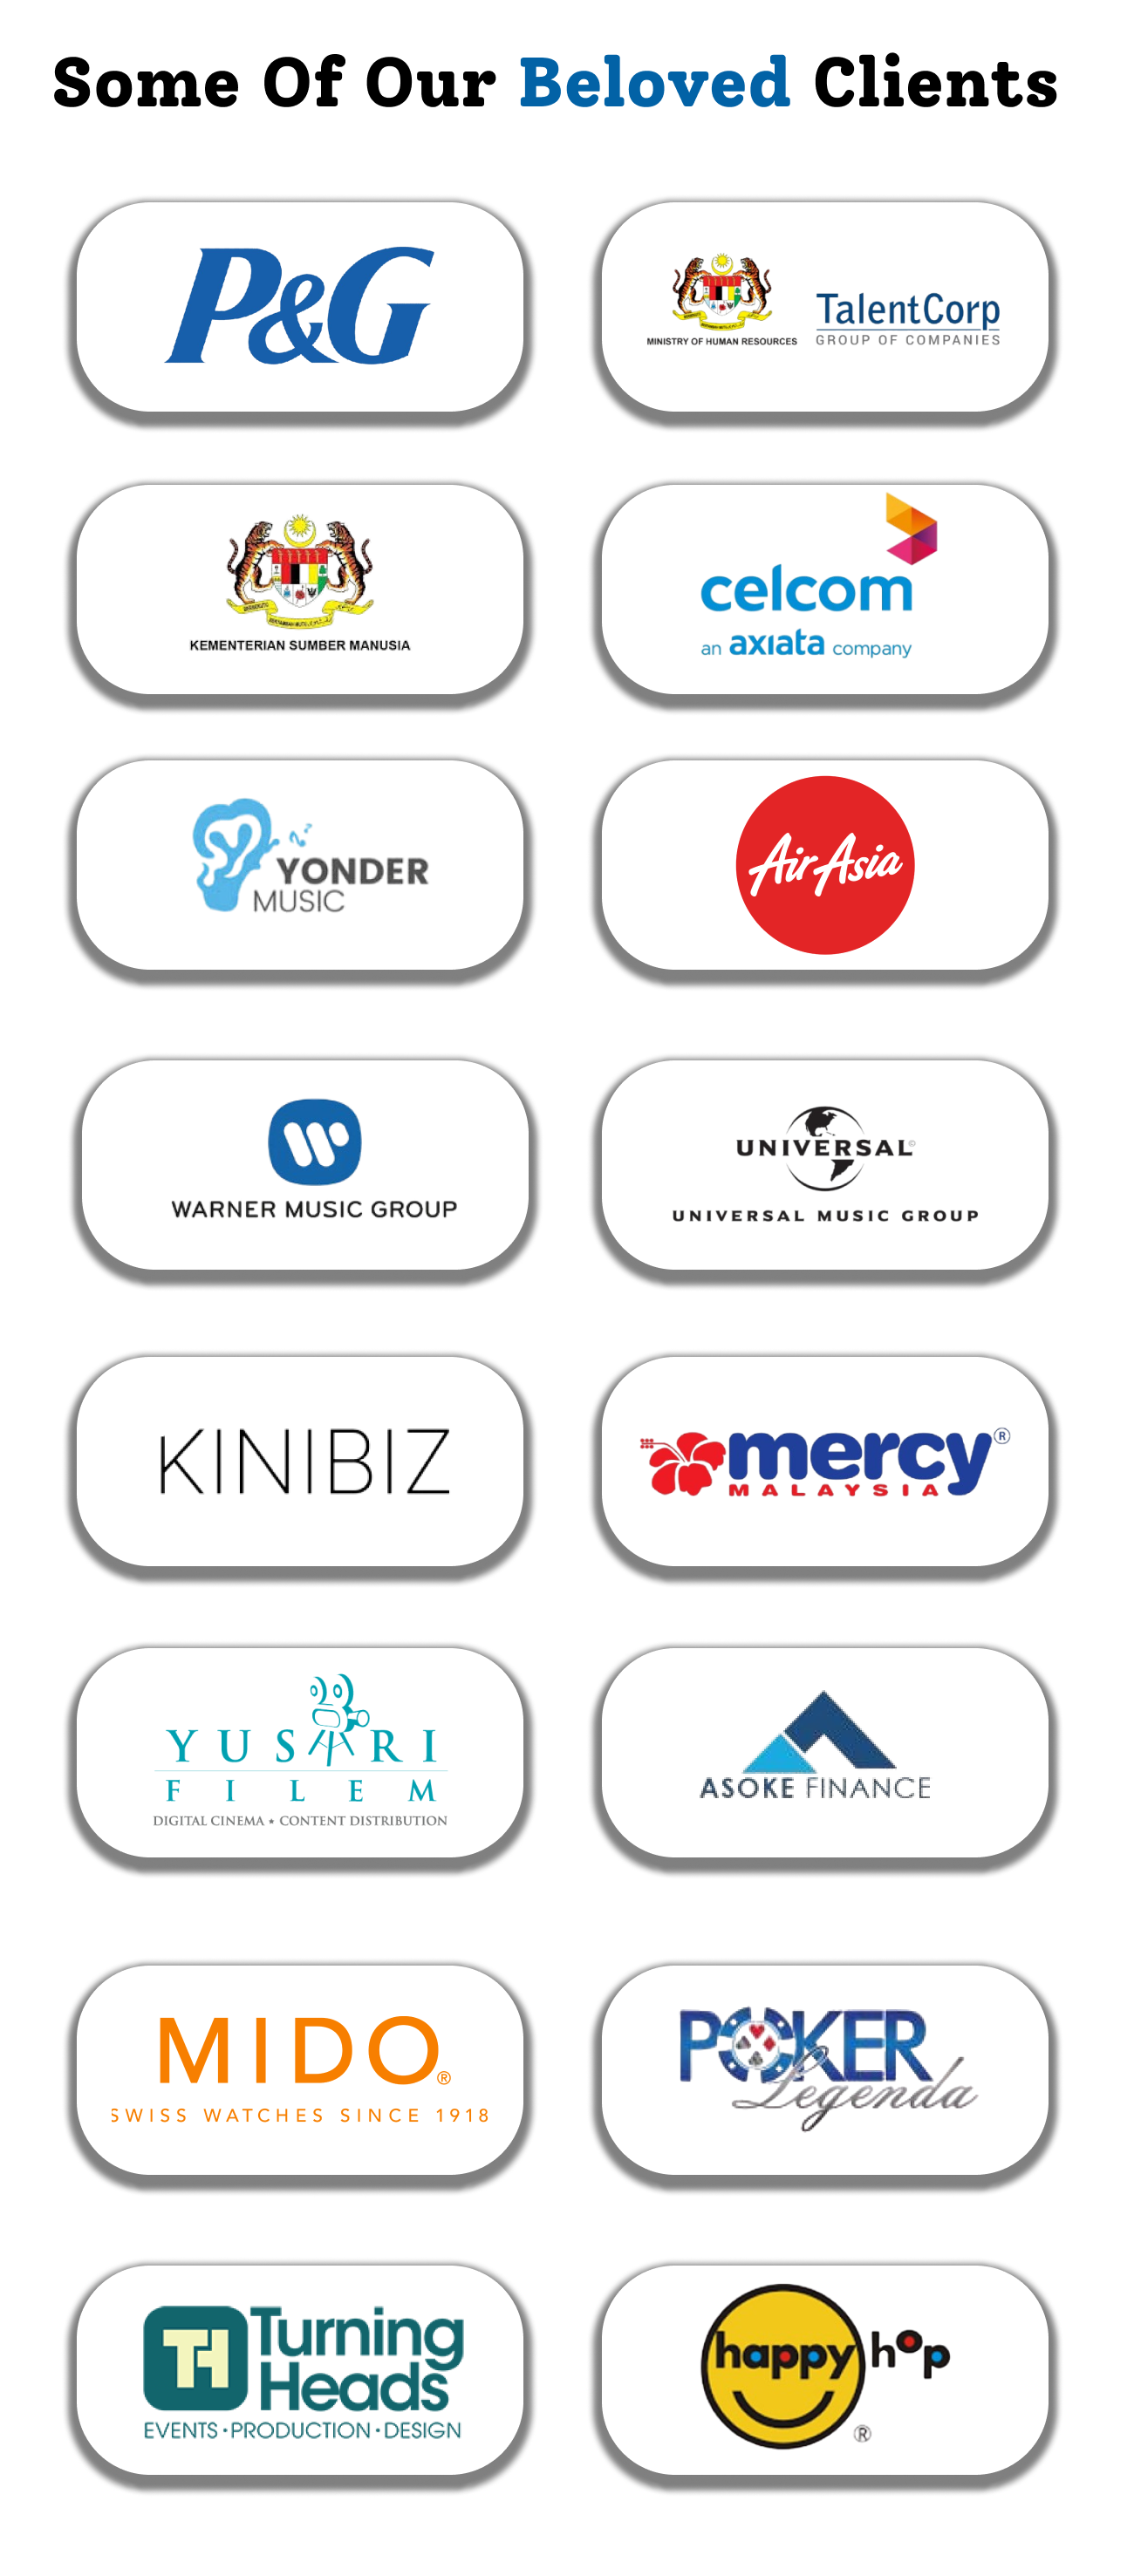 Some Of Our Beloved Clients
P&G
MINISTRY OF HUMAN RESOURCES
TalentCorp
GROUP OF COMPANIES
KEMENTERIAN SUMBER MANUSIA
celcom
an axiata company
YONDER
MUSIC
AirAsia
WARNER MUSIC GROUP
UNIVERSAL
UNIVERSAL MUSIC GROUP
KINIBIZ
mercy®
MALAYSIA
YUSARI
FILEM
DIGITAL CINEMA ★ CONTENT DISTRIBUTION
ASOKE FINANCE
MIDO®
SWISS WATCHES SINCE 1918
POKER
Legenda
TH
Turning
Heads
EVENTS • PRODUCTION • DESIGN
happy hop
®